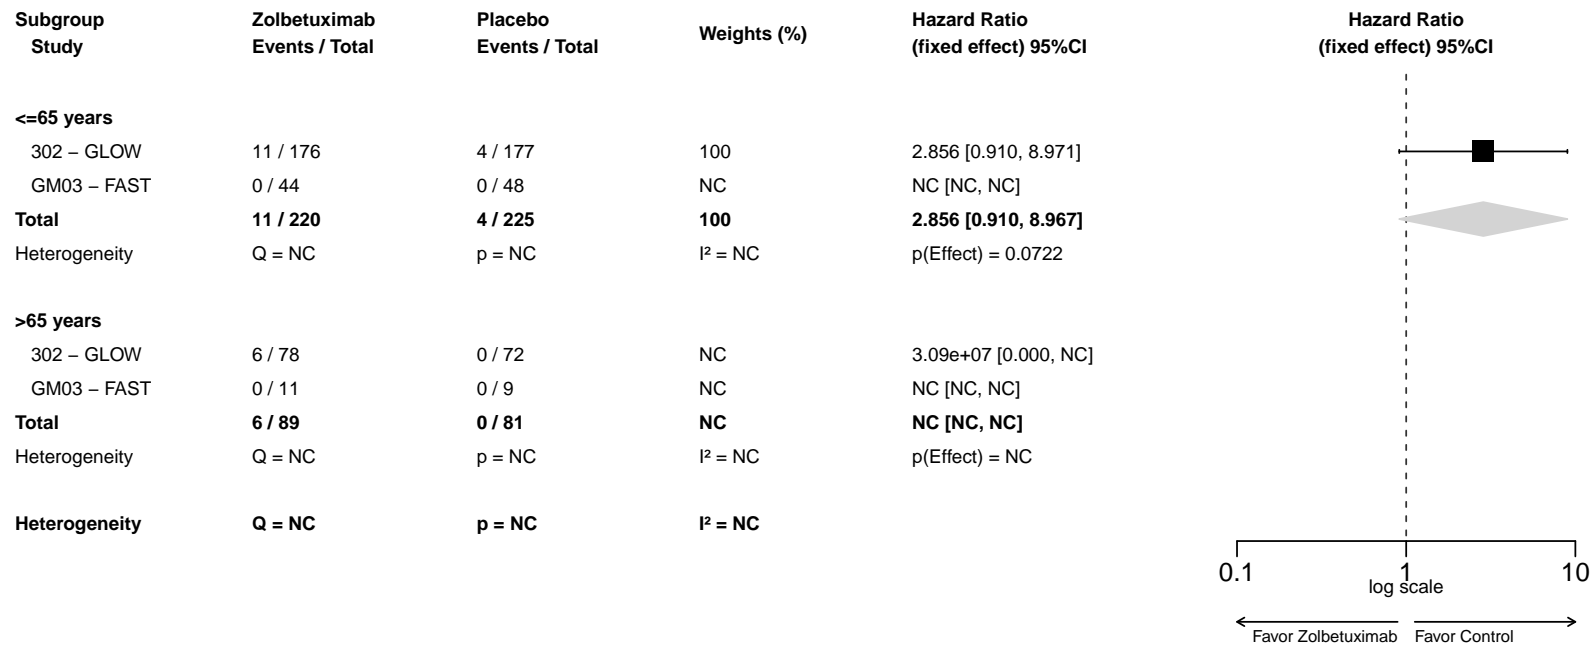 Subgroup Zolbetuximab Placebo Hazard Ratio Hazard Ratio
Study Events / Total Events / Total Weights (%) (fixed effect) 95%CI (fixed effect) 95%CI
<=65 years
302 – GLOW 11 / 176 4 / 177 100 2.856 [0.910, 8.971]
GM03 – FAST 0 / 44 0 / 48 NC NC [NC, NC]
Total 11 / 220 4 / 225 100 2.856 [0.910, 8.967]
Heterogeneity Q = NC p = NC I² = NC p(Effect) = 0.0722
>65 years
302 – GLOW 6 / 78 0 / 72 NC 3.09e+07 [0.000, NC]
GM03 – FAST 0 / 11 0 / 9 NC NC [NC, NC]
Total 6 / 89 0 / 81 NC NC [NC, NC]
Heterogeneity Q = NC p = NC I² = NC p(Effect) = NC
Heterogeneity Q = NC p = NC I² = NC
0.1 1 10
log scale
Favor Zolbetuximab Favor Control